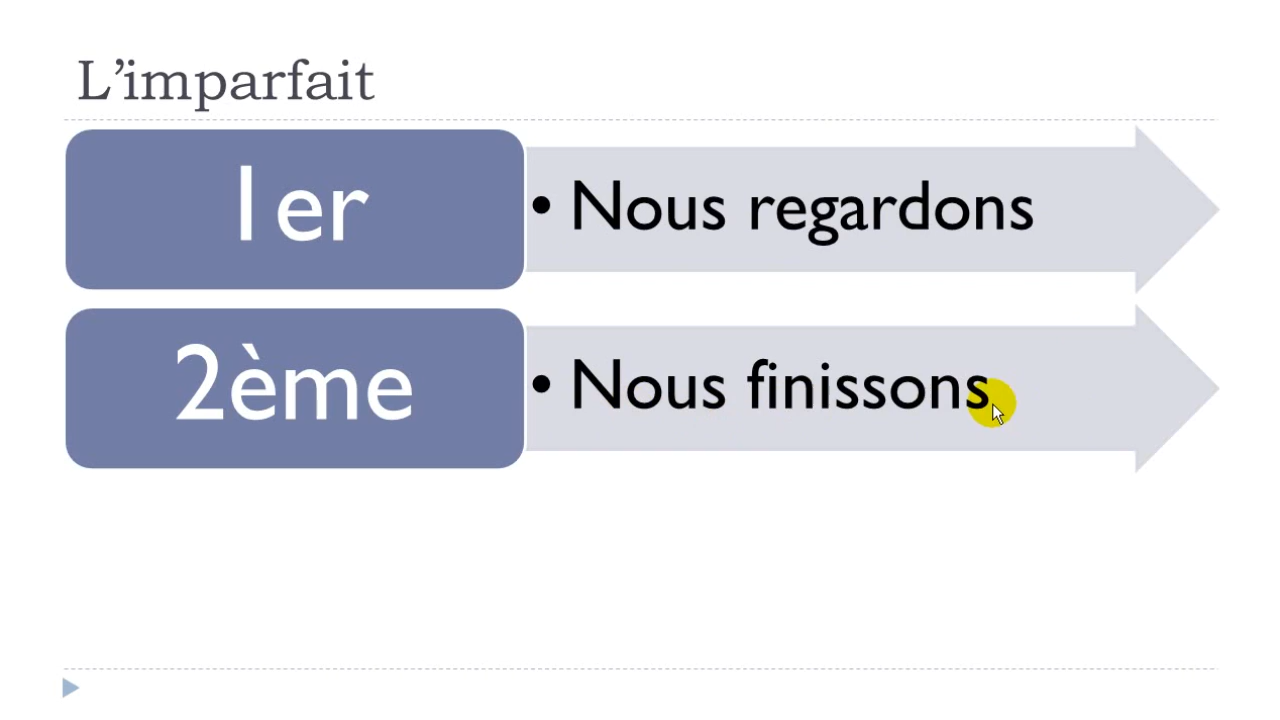 L’imparfait
1er
• Nous regardons
2ème
• Nous finissons